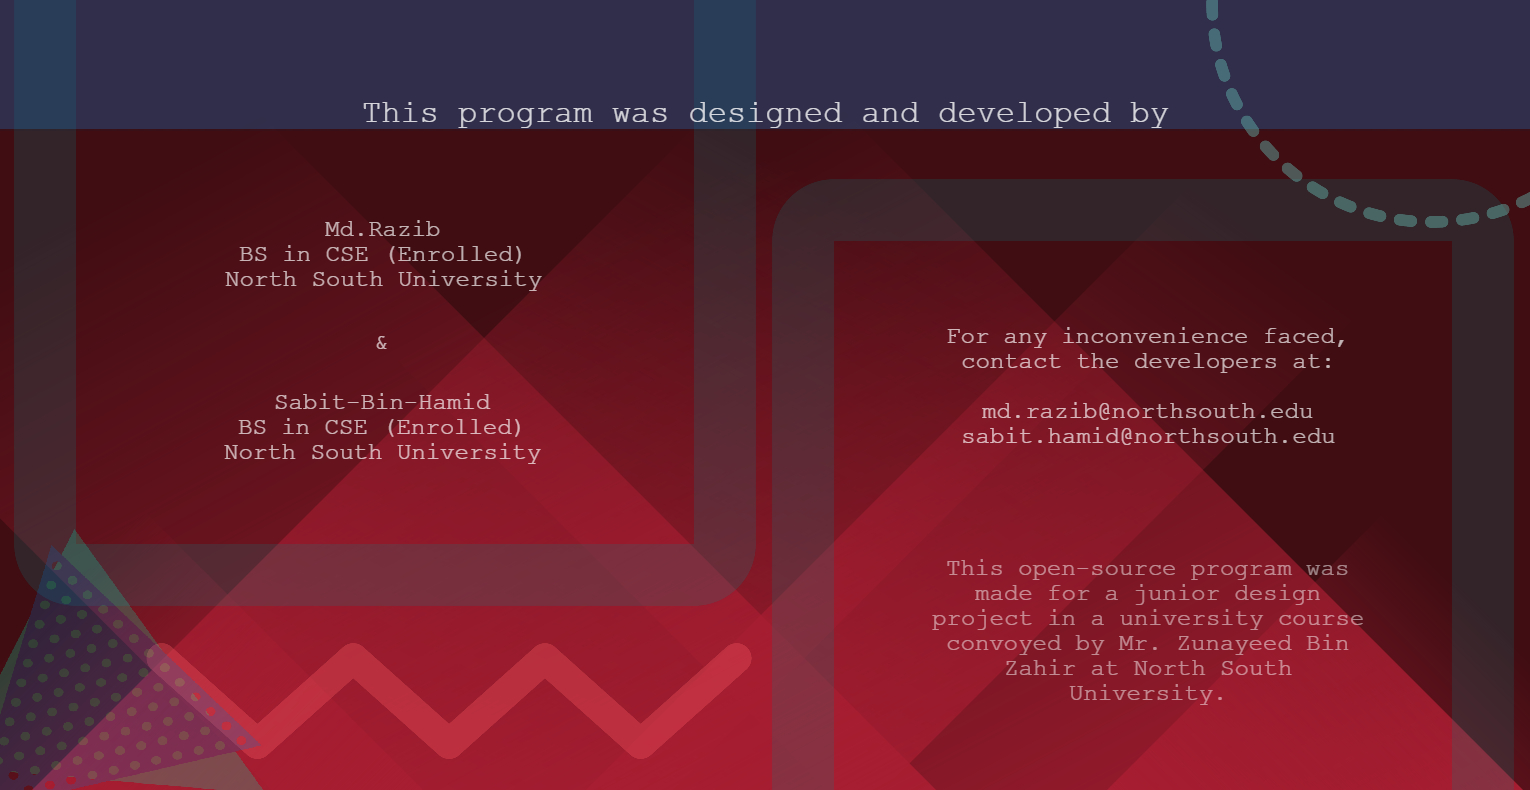 This program was designed and developed by
Md.Razib
BS in CSE (Enrolled)
North South University
&
Sabit-Bin-Hamid
BS in CSE (Enrolled)
North South University
For any inconvenience faced,
contact the developers at:
md.razib@northsouth.edu
sabit.hamid@northsouth.edu
This open-source program was
made for a junior design
project in a university course
convoyed by Mr. Zunayeed Bin
Zahir at North South
University.